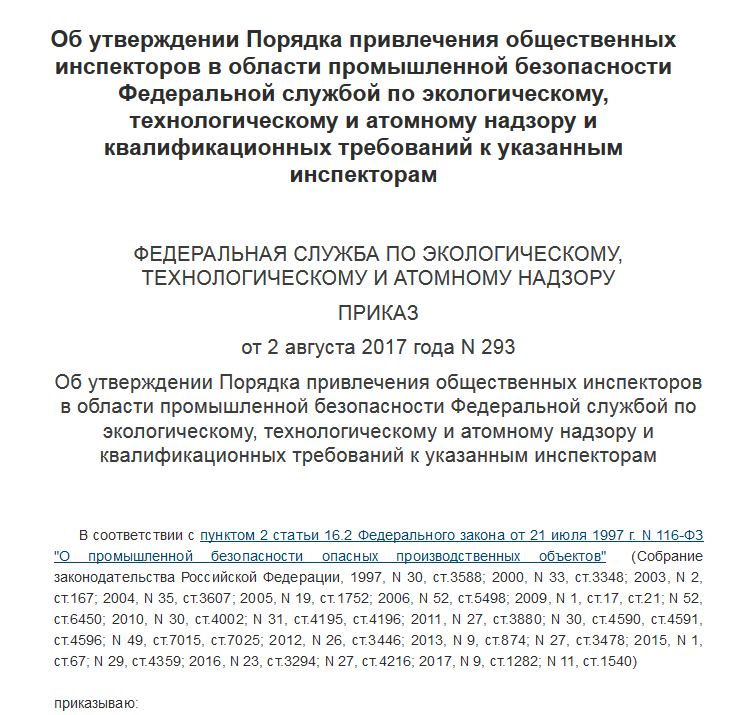 Об утверждении Порядка привлечения общественных
инспекторов в области промышленной безопасности
Федеральной службой по экологическому,
технологическому и атомному надзору и
квалификационных требований к указанным
инспекторам
ФЕДЕРАЛЬНАЯ СЛУЖБА ПО ЭКОЛОГИЧЕСКОМУ,
ТЕХНОЛОГИЧЕСКОМУ И АТОМНОМУ НАДЗОРУ
ПРИКАЗ
от 2 августа 2017 года N 293
Об утверждении Порядка привлечения общественных инспекторов
в области промышленной безопасности Федеральной службой по
экологическому, технологическому и атомному надзору и
квалификационных требований к указанным инспекторам
В соответствии с пунктом 2 статьи 16.2 Федерального закона от 21 июля 1997 г. N 116-ФЗ
"О промышленной безопасности опасных производственных объектов" (Собрание
законодательства Российской Федерации, 1997, N 30, ст.3588; 2000, N 33, ст.3348; 2003, N 2,
ст.167; 2004, N 35, ст.3607; 2005, N 19, ст.1752; 2006, N 52, ст.5498; 2009, N 1, ст.17, ст.21; N 52,
ст.6450; 2010, N 30, ст.4002; N 31, ст.4195, ст.4196; 2011, N 27, ст.3880; N 30, ст.4590, ст.4591,
ст.4596; N 49, ст.7015, ст.7025; 2012, N 26, ст.3446; 2013, N 9, ст.874; N 27, ст.3478; 2015, N 1,
ст.67; N 29, ст.4359; 2016, N 23, ст.3294; N 27, ст.4216; 2017, N 9, ст.1282; N 11, ст.1540)
приказываю: